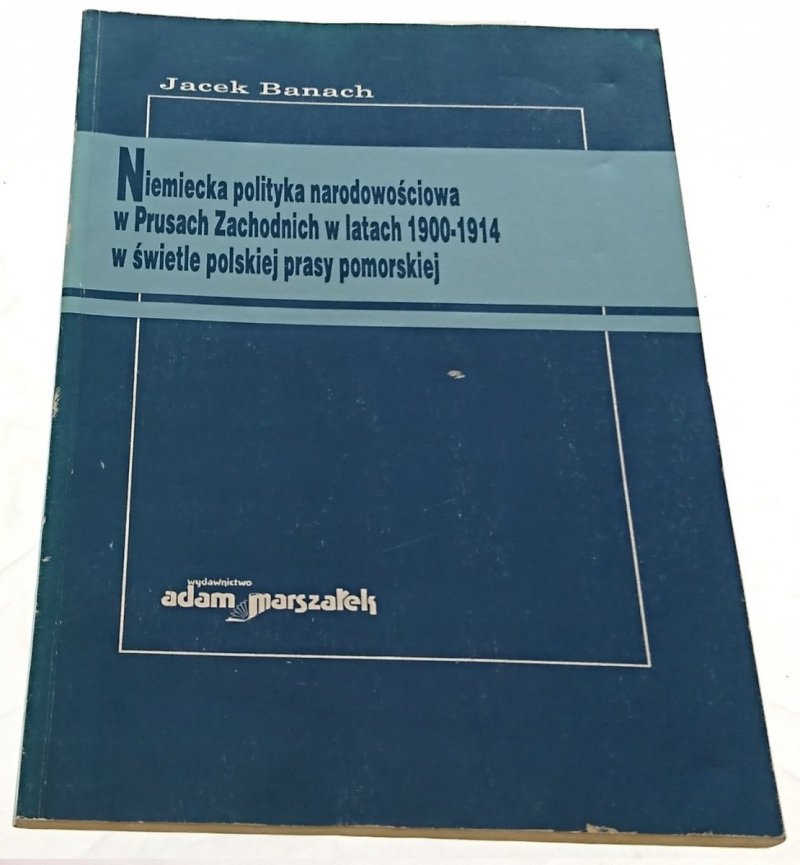 Jacek Banach
Niemiecka polityka narodowościowa
w Prusach Zachodnich w latach 1900-1914
w świetle polskiej prasy pomorskiej
wydawnictwo
adam marszałek